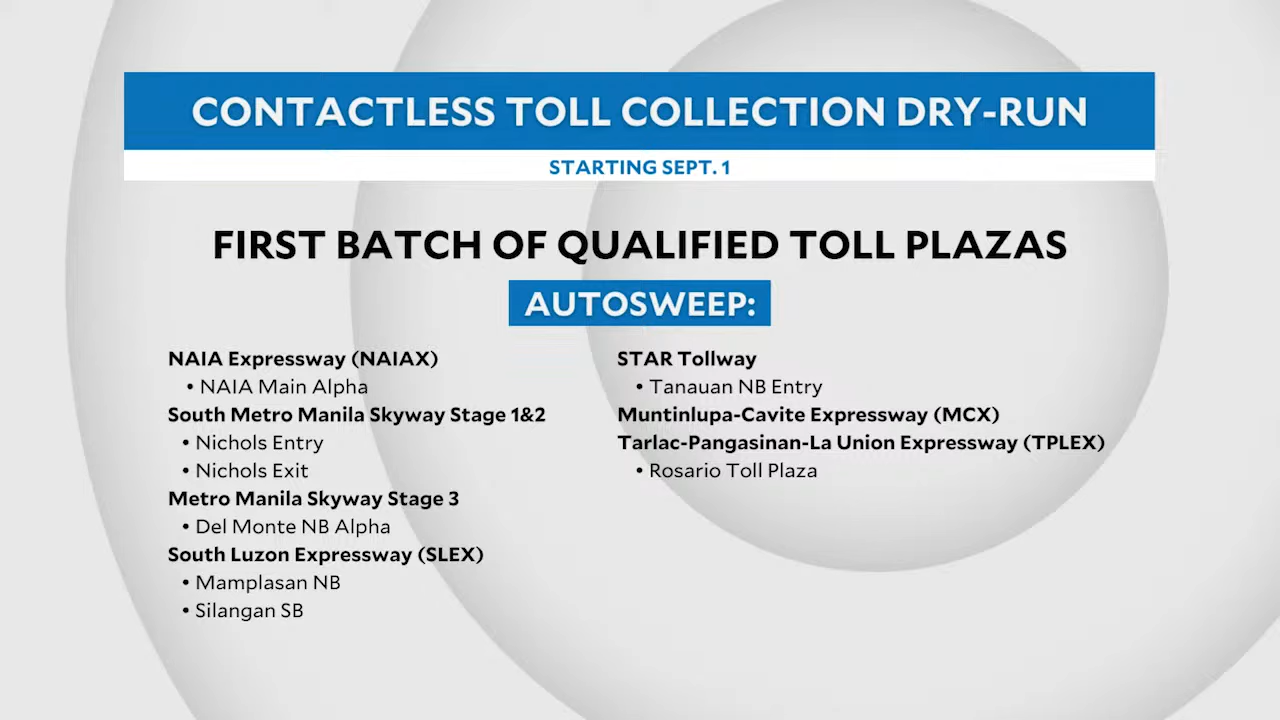 CONTACTLESS TOLL COLLECTION DRY-RUN
STARTING SEPT. 1
FIRST BATCH OF QUALIFIED TOLL PLAZAS
AUTOSWEEP:
NAIA Expressway (NAIAX)
• NAIA Main Alpha
South Metro Manila Skyway Stage 1&2
• Nichols Entry
• Nichols Exit
Metro Manila Skyway Stage 3
• Del Monte NB Alpha
South Luzon Expressway (SLEX)
• Mamplasan NB
• Silangan SB
STAR Tollway
• Tanauan NB Entry
Muntinlupa-Cavite Expressway (MCX)
Tarlac-Pangasinan-La Union Expressway (TPLEX)
• Rosario Toll Plaza